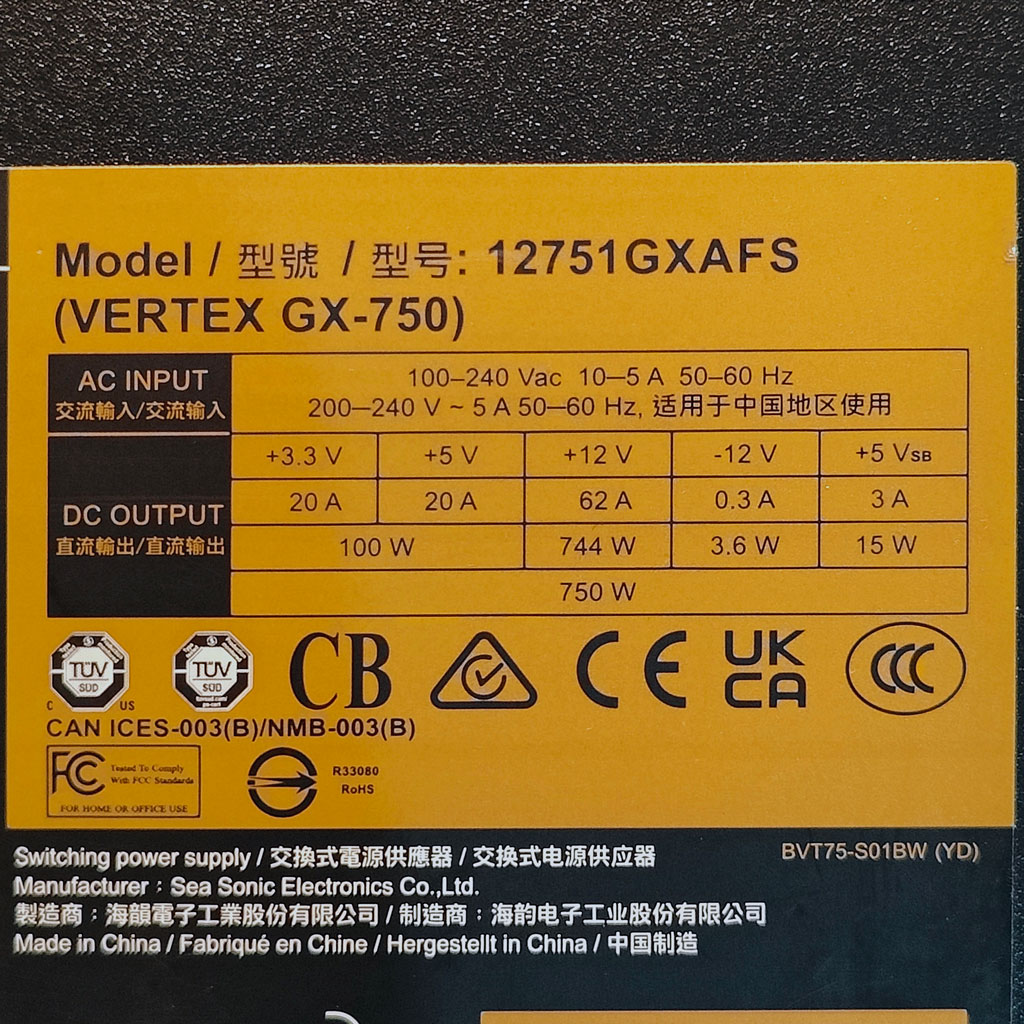 Model / 型號 / 型号: 12751GXAFS
(VERTEX GX-750)
AC INPUT
交流輸入/交流输入
100–240 Vac 10–5 A 50–60 Hz
200–240 V ~ 5 A 50–60 Hz, 适用于中国地区使用
DC OUTPUT
直流輸出/直流输出
+3.3 V +5 V +12 V -12 V +5 VSB
20 A 20 A 62 A 0.3 A 3 A
100 W 744 W 3.6 W 15 W
750 W
TÜV SÜD C US
TÜV SÜD
CB
CE
UK CA
CCC
CAN ICES-003(B)/NMB-003(B)
FC Tested To Comply
With FCC Standards
FOR HOME OR OFFICE USE
R33080
RoHS
Switching power supply / 交換式電源供應器 / 交换式电源供应器
BVT75-S01BW (YD)
Manufacturer : Sea Sonic Electronics Co.,Ltd.
製造商 : 海韻電子工業股份有限公司 / 制造商 : 海韵电子工业股份有限公司
Made in China / Fabriqué en Chine / Hergestellt in China / 中国制造